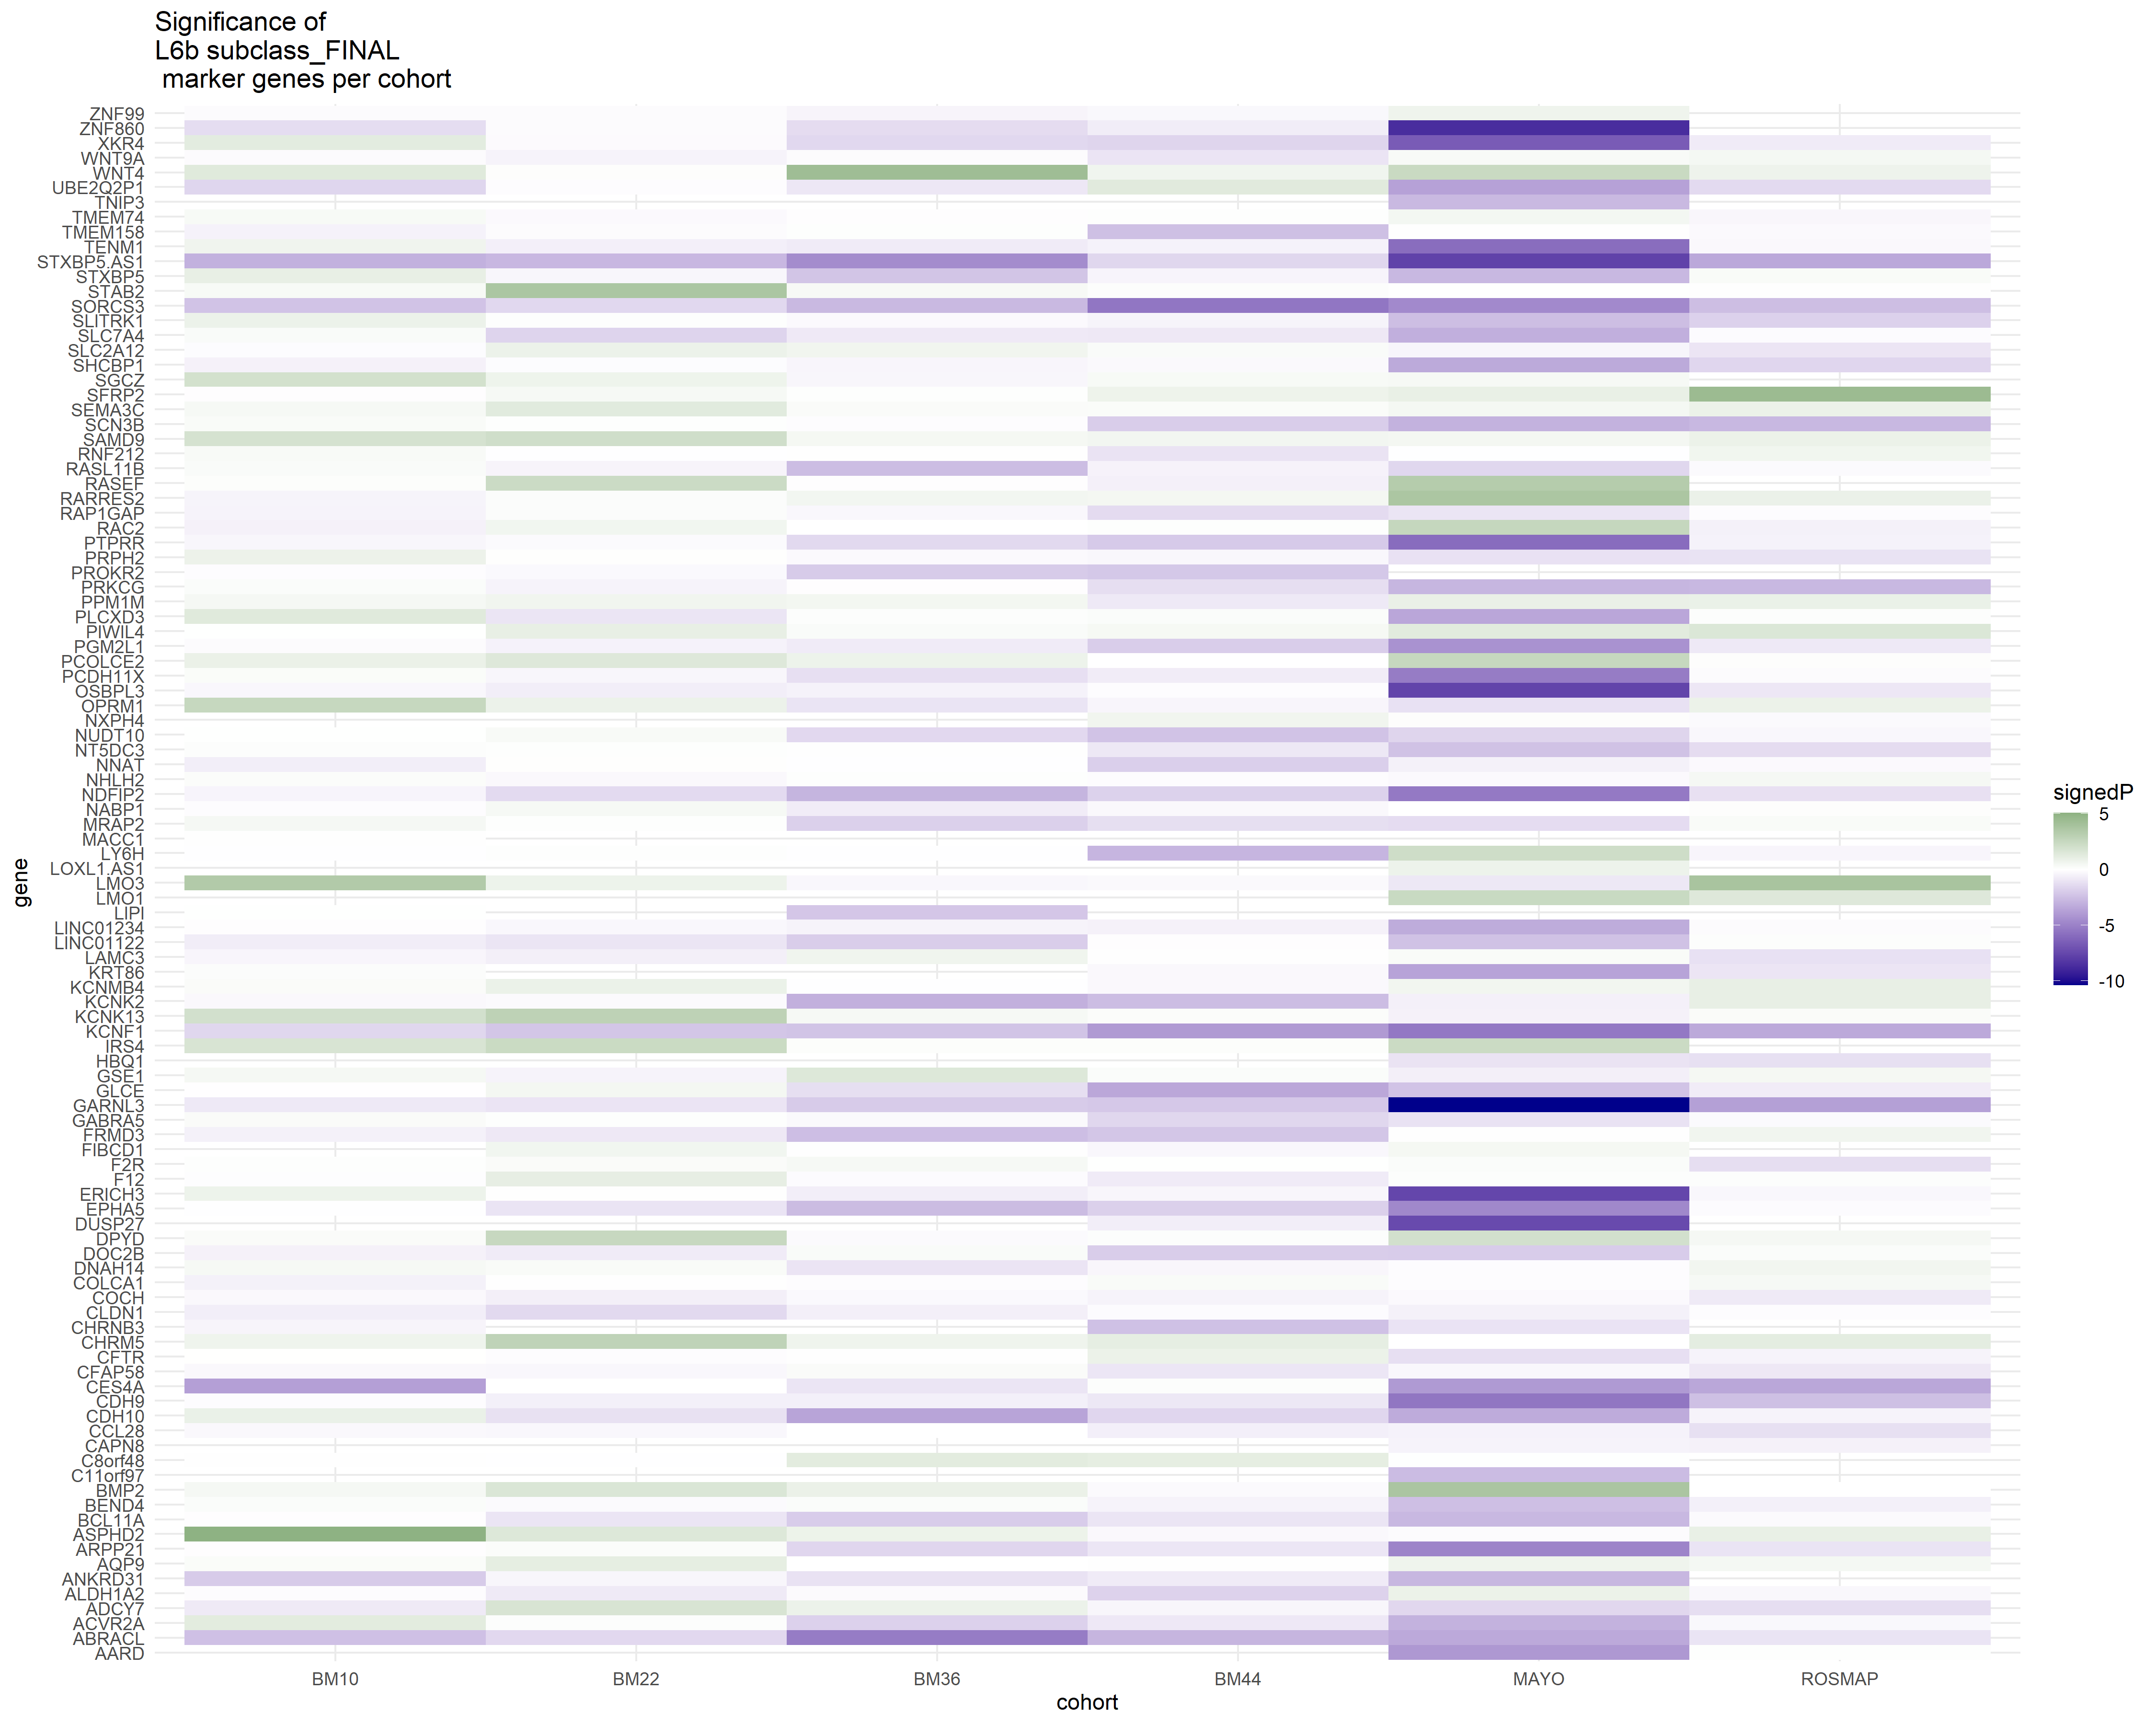 Significance of
L6b subclass_FINAL
marker genes per cohort
ZNF99
ZNF860
XKR4
WNT9A
WNT4
UBE2Q2P1
TNIP3
TMEM74
TMEM158
TENM1
STXBP5.AS1
STXBP5
STAB2
SORCS3
SLITRK1
SLC7A4
SLC2A12
SHCBP1
SGCZ
SFRP2
SEMA3C
SCN3B
SAMD9
RNF212
RASL11B
RASEF
RARRES2
RAP1GAP
RAC2
PTPRR
PRPH2
PROKR2
PRKCG
PPM1M
PLCXD3
PIWIL4
PGM2L1
PCOLCE2
PCDH11X
OSBPL3
OPRM1
NXPH4
NUDT10
NT5DC3
NNAT
NHLH2
NDFIP2
NABP1
MRAP2
MACC1
LY6H
LOXL1.AS1
LMO3
LMO1
LIPI
LINC01234
LINC01122
LAMC3
KRT86
KCNMB4
KCNK2
KCNK13
KCNF1
IRS4
HBQ1
GSE1
GLCE
GARNL3
GABRA5
FRMD3
FIBCD1
F2R
F12
ERICH3
EPHA5
DUSP27
DPYD
DOC2B
DNAH14
COLCA1
COCH
CLDN1
CHRNB3
CHRM5
CFTR
CFAP58
CES4A
CDH9
CDH10
CCL28
CAPN8
C8orf48
C11orf97
BMP2
BEND4
BCL11A
ASPHD2
ARPP21
AQP9
ANKRD31
ALDH1A2
ADCY7
ACVR2A
ABRACL
AARD
gene
BM10 BM22 BM36 BM44 MAYO ROSMAP
cohort
signedP
5
0
-5
-10